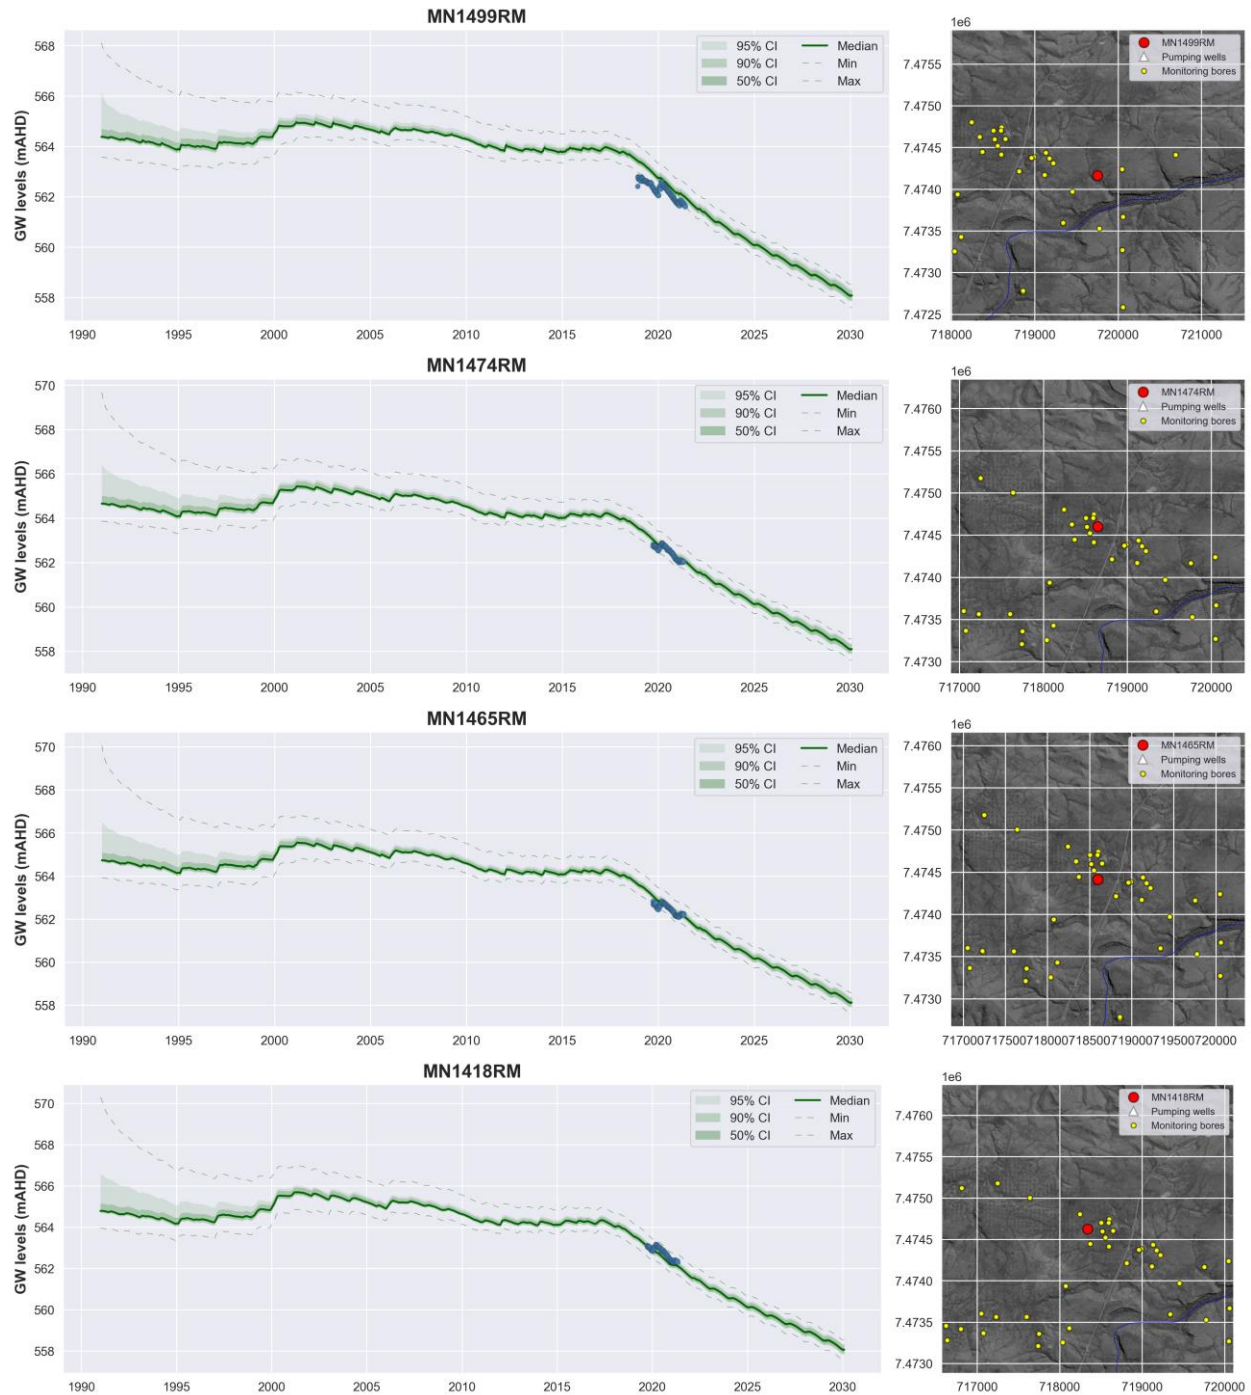 MN1499RM
GW levels (mAHD)
568
566
564
562
560
558
1990 1995 2000 2005 2010 2015 2020 2025 2030
95% CI Median
90% CI Min
50% CI Max
1e6
7.4755
7.4750
7.4745
7.4740
7.4735
7.4730
7.4725
718000 719000 720000 721000
MN1499RM
Pumping wells
Monitoring bores
MN1474RM
GW levels (mAHD)
570
568
566
564
562
560
558
1990 1995 2000 2005 2010 2015 2020 2025 2030
95% CI Median
90% CI Min
50% CI Max
1e6
7.4760
7.4755
7.4750
7.4745
7.4740
7.4735
7.4730
717000 718000 719000 720000
MN1474RM
Pumping wells
Monitoring bores
MN1465RM
GW levels (mAHD)
570
568
566
564
562
560
558
1990 1995 2000 2005 2010 2015 2020 2025 2030
95% CI Median
90% CI Min
50% CI Max
1e6
7.4760
7.4755
7.4750
7.4745
7.4740
7.4735
7.4730
717000717500718000718500719000719500720000
MN1465RM
Pumping wells
Monitoring bores
MN1418RM
GW levels (mAHD)
570
568
566
564
562
560
558
1990 1995 2000 2005 2010 2015 2020 2025 2030
95% CI Median
90% CI Min
50% CI Max
1e6
7.4760
7.4755
7.4750
7.4745
7.4740
7.4735
7.4730
717000 718000 719000 720000
MN1418RM
Pumping wells
Monitoring bores